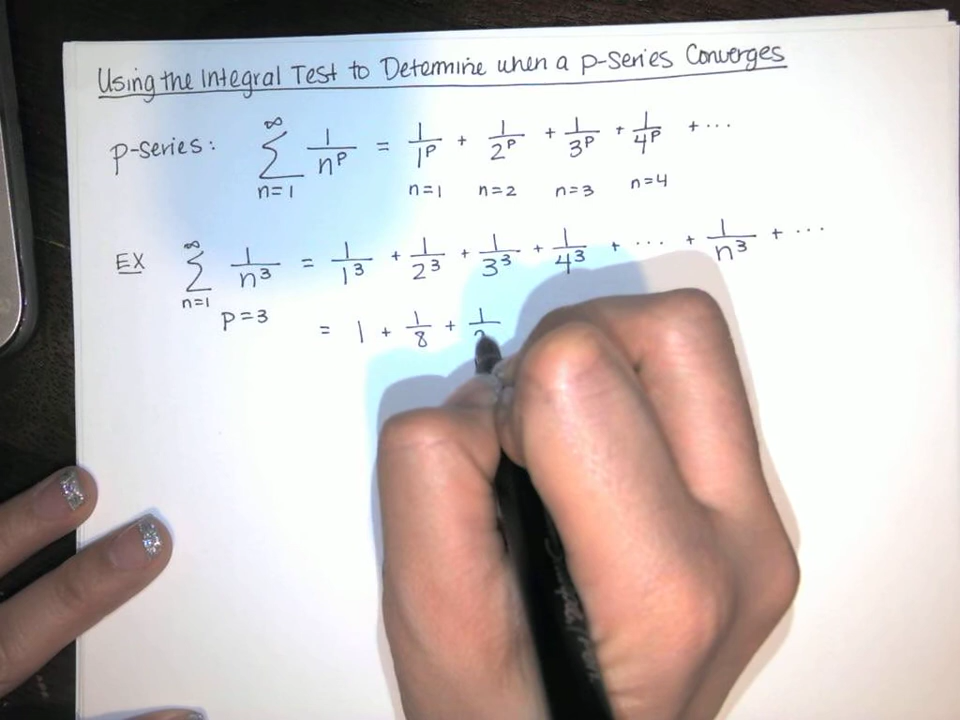 Using the Integral Test to Determine when a p-series Converges
p-series: ∞ ∑ n=1 1/n^p = 1/1^p + 1/2^p + 1/3^p + 1/4^p + ...
n=1 n=2 n=3 n=4
EX ∞ ∑ n=1 1/n^3 = 1/1^3 + 1/2^3 + 1/3^3 + 1/4^3 + ... + 1/n^3 + ...
p=3 = 1 + 1/8 + 1/